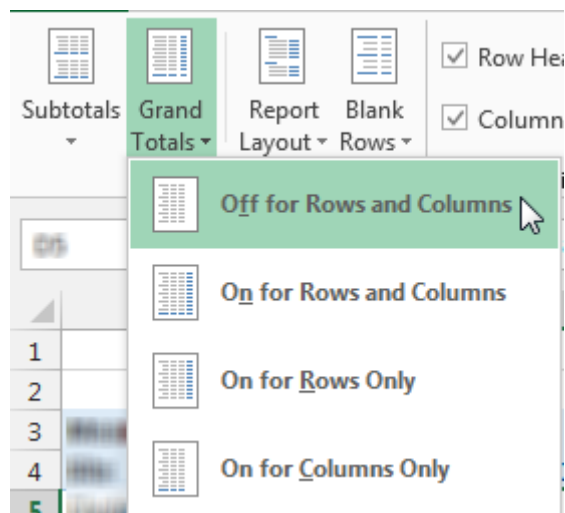 Subtotals
Grand Totals
Report Layout
Blank Rows
Row Hea
Column
Off for Rows and Columns
On for Rows and Columns
On for Rows Only
On for Columns Only
1
2
3
4
5